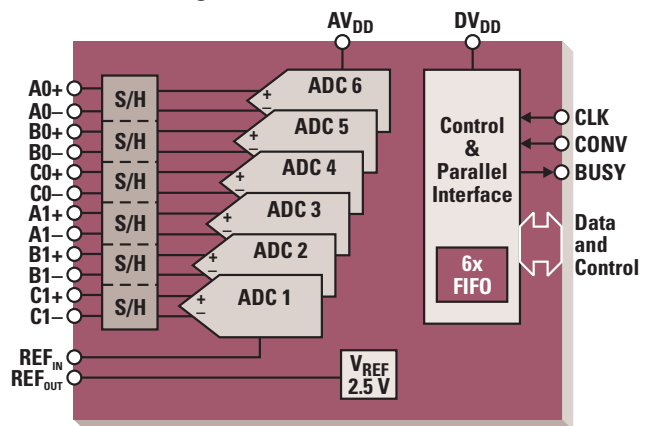 AVDD
DVDD
A0+
A0–
B0+
B0–
C0+
C0–
A1+
A1–
B1+
B1–
C1+
C1–
S/H
S/H
S/H
S/H
S/H
S/H
+
–
ADC 6
+
–
ADC 5
+
–
ADC 4
+
–
ADC 3
+
–
ADC 2
+
–
ADC 1
Control
&
Parallel
Interface
6x
FIFO
CLK
CONV
BUSY
Data
and
Control
REFIN
REFOUT
VREF
2.5 V